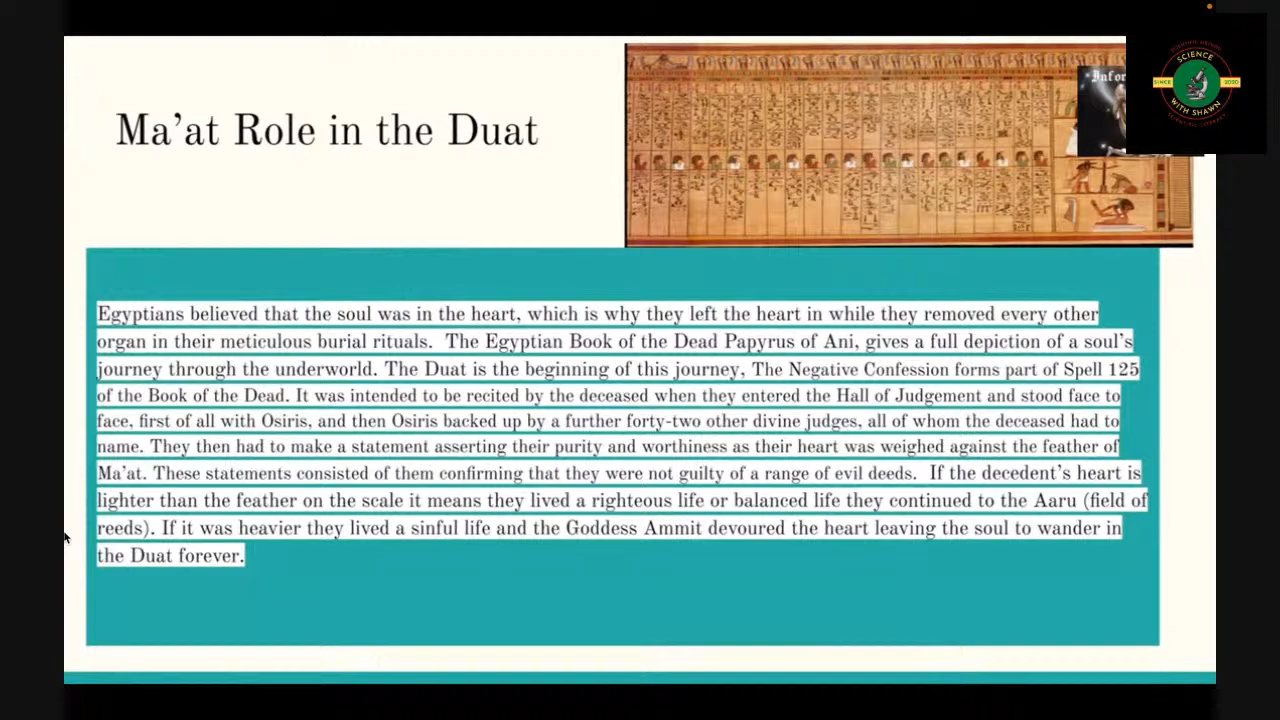 Ma’at Role in the Duat
Infor
SCIENTIFIC METHOD
SCIENCE
SINCE
2020
WITH SHAWN
SCIENTIFIC LITERACY
Egyptians believed that the soul was in the heart, which is why they left the heart in while they removed every other
organ in their meticulous burial rituals.  The Egyptian Book of the Dead Papyrus of Ani, gives a full depiction of a soul’s
journey through the underworld. The Duat is the beginning of this journey, The Negative Confession forms part of Spell 125
of the Book of the Dead. It was intended to be recited by the deceased when they entered the Hall of Judgement and stood face to
face, first of all with Osiris, and then Osiris backed up by a further forty-two other divine judges, all of whom the deceased had to
name. They then had to make a statement asserting their purity and worthiness as their heart was weighed against the feather of
Ma’at. These statements consisted of them confirming that they were not guilty of a range of evil deeds.  If the decedent’s heart is
lighter than the feather on the scale it means they lived a righteous life or balanced life they continued to the Aaru (field of
reeds). If it was heavier they lived a sinful life and the Goddess Ammit devoured the heart leaving the soul to wander in
the Duat forever.